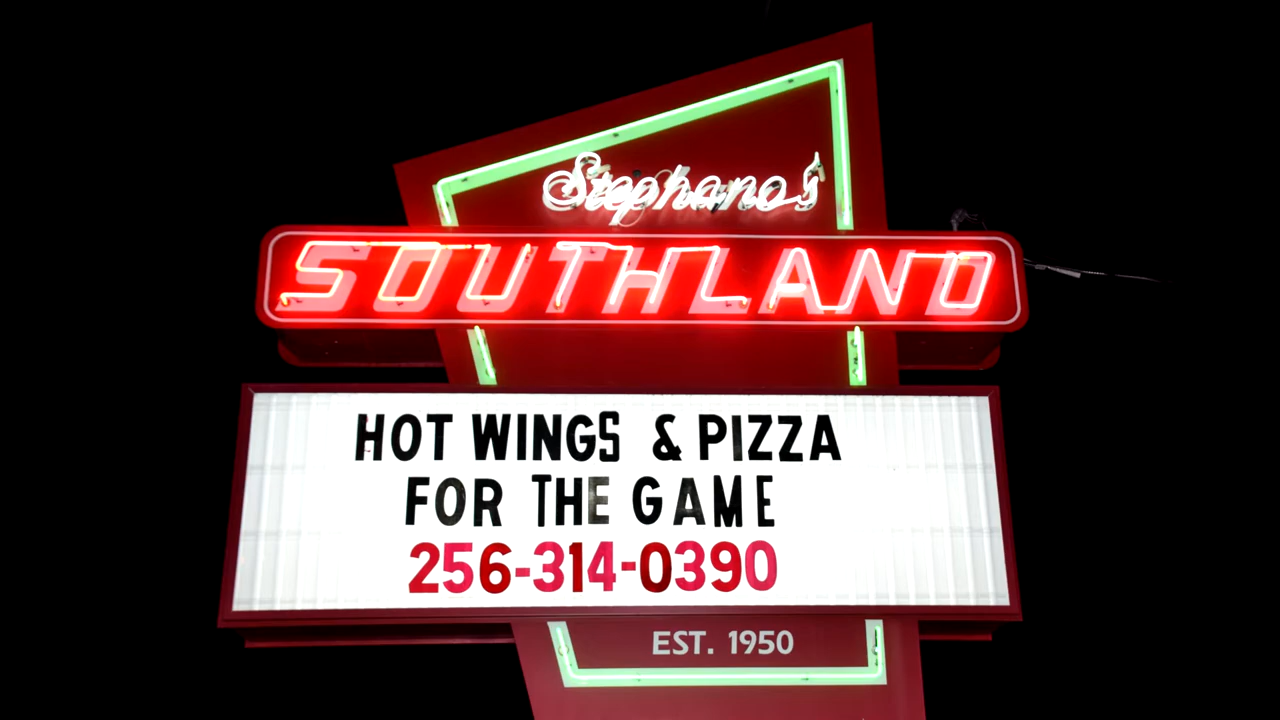 Stephano's
SOUTHLAND
HOT WINGS & PIZZA
FOR THE GAME
256-314-0390
EST. 1950